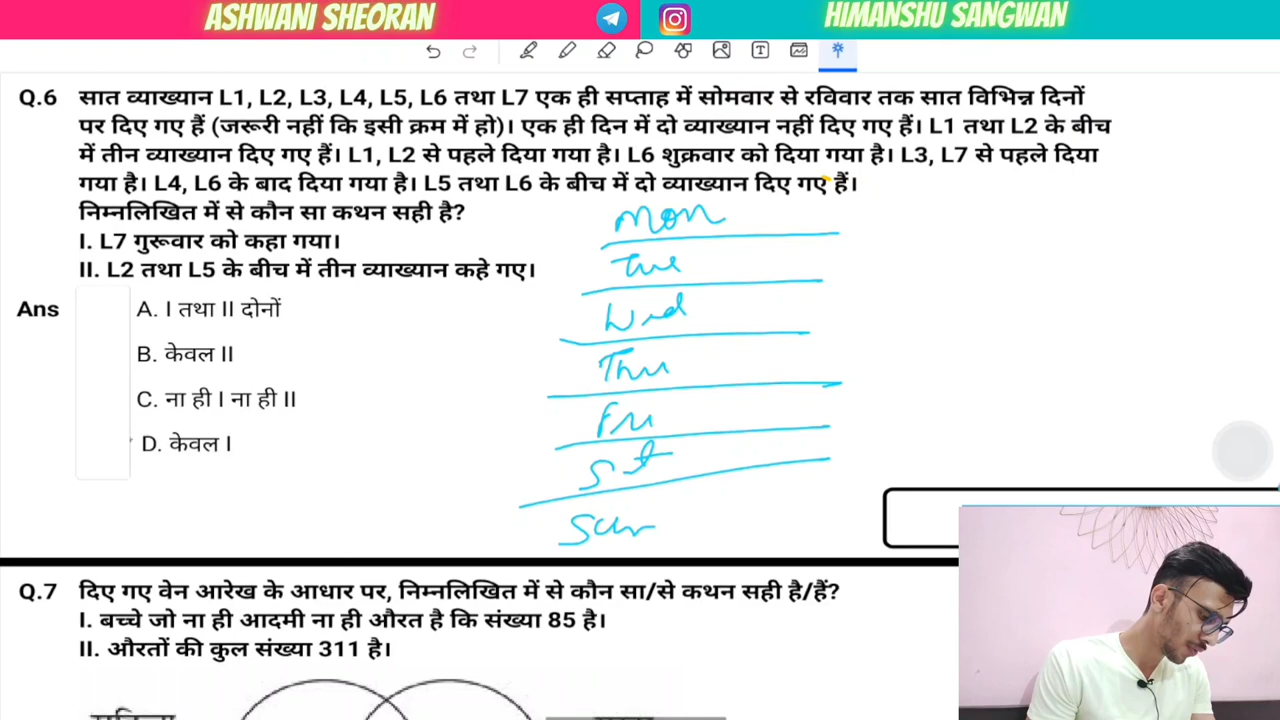 ASHWANI SHEORAN
HIMANSHU SANGWAN
Q.6 सात व्याख्यान L1, L2, L3, L4, L5, L6 तथा L7 एक ही सप्ताह में सोमवार से रविवार तक सात विभिन्न दिनों
पर दिए गए हैं (जरूरी नहीं कि इसी क्रम में हो)। एक ही दिन में दो व्याख्यान नहीं दिए गए हैं। L1 तथा L2 के बीच
में तीन व्याख्यान दिए गए हैं। L1, L2 से पहले दिया गया है। L6 शुक्रवार को दिया गया है। L3, L7 से पहले दिया
गया है। L4, L6 के बाद दिया गया है। L5 तथा L6 के बीच में दो व्याख्यान दिए गए हैं।
निम्नलिखित में से कौन सा कथन सही है?
I. L7 गुरूवार को कहा गया।
II. L2 तथा L5 के बीच में तीन व्याख्यान कहे गए।
Ans
A. I तथा II दोनों
B. केवल II
C. ना ही I ना ही II
D. केवल I
Mon
Tue
Wed
Thu
Fri
Sat
Sun
Q.7 दिए गए वेन आरेख के आधार पर, निम्नलिखित में से कौन सा/से कथन सही है/हैं?
I. बच्चे जो ना ही आदमी ना ही औरत है कि संख्या 85 है।
II. औरतों की कुल संख्या 311 है।